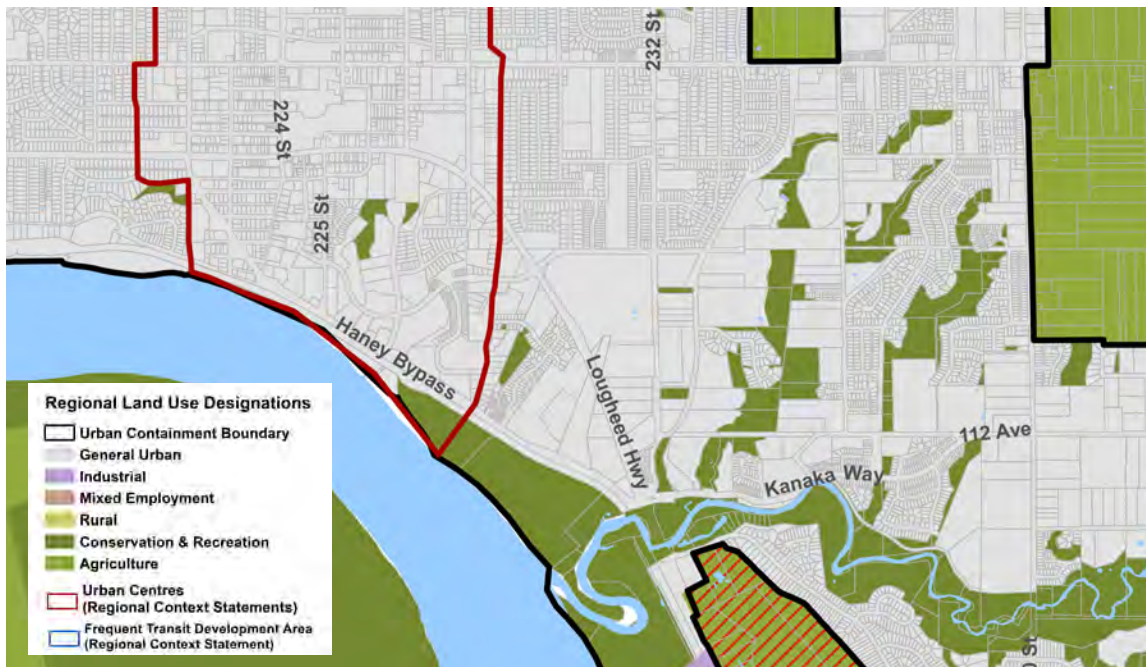 232 St
224 St
225 St
Haney Bypass
Lougheed Hwy
112 Ave
Kanaka Way
Regional Land Use Designations
Urban Containment Boundary
General Urban
Industrial
Mixed Employment
Rural
Conservation & Recreation
Agriculture
Urban Centres
(Regional Context Statements)
Frequent Transit Development Area
(Regional Context Statement)